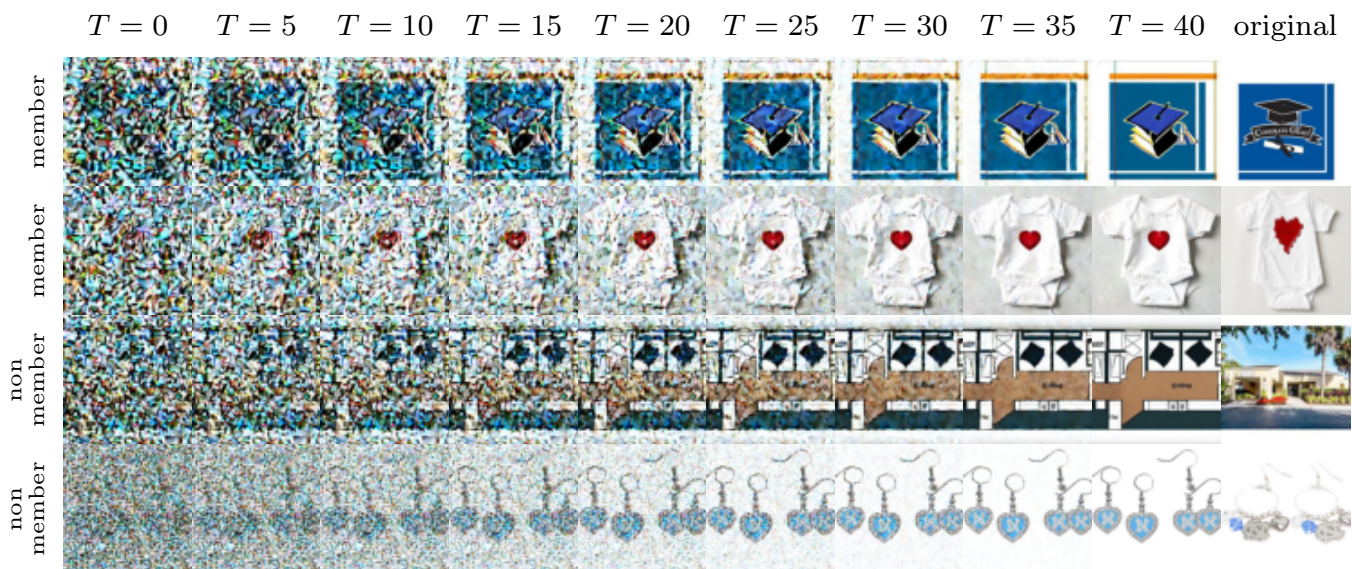 T = 0 T = 5 T = 10 T = 15 T = 20 T = 25 T = 30 T = 35 T = 40 original
member
member
non
member
non
member